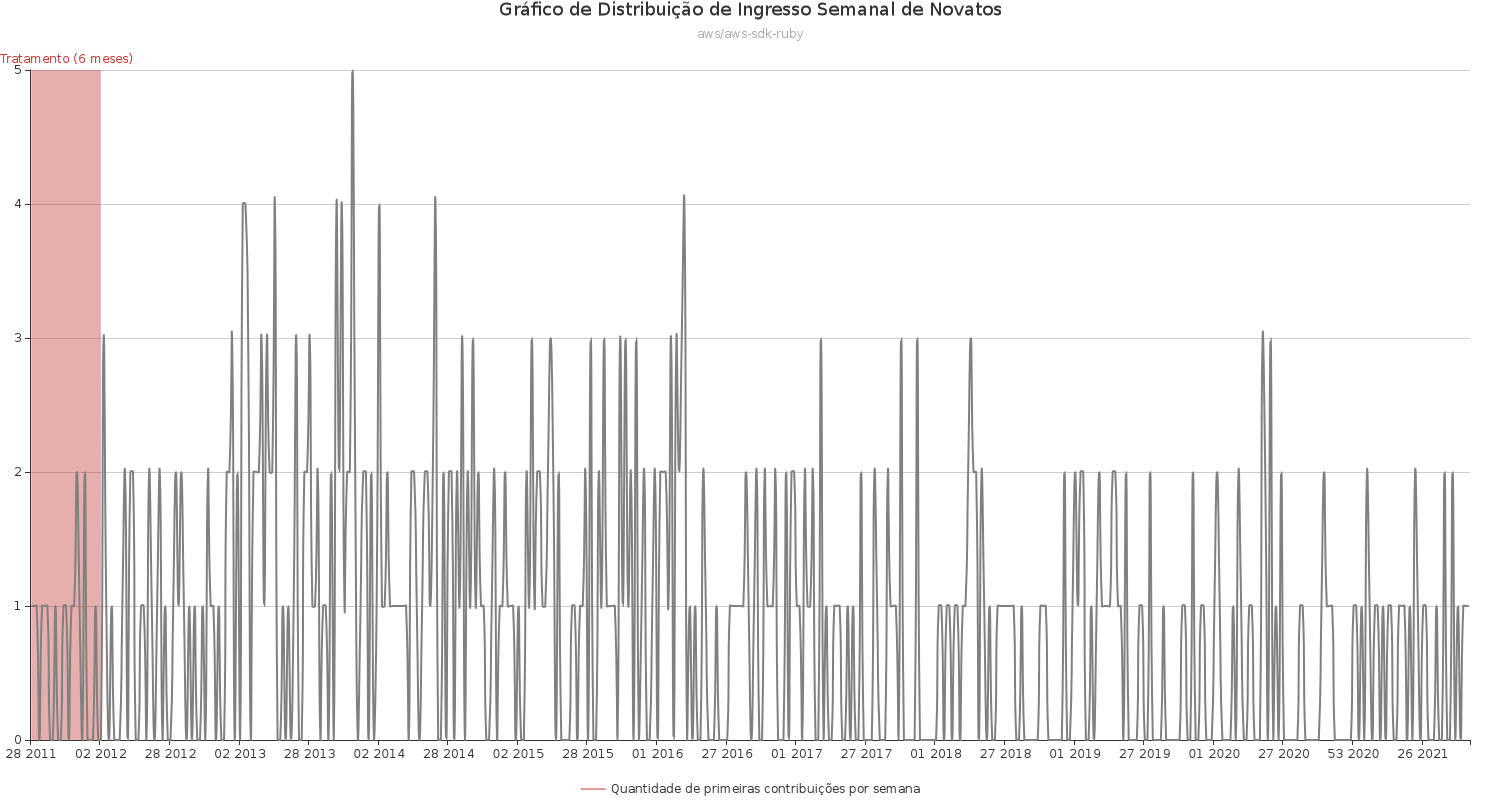 Gráfico de Distribuição de Ingresso Semanal de Novatos
aws/aws-sdk-ruby
Tratamento (6 meses)
5
4
3
2
1
0
28 2011 02 2012 28 2012 02 2013 28 2013 02 2014 28 2014 02 2015 28 2015 01 2016 27 2016 01 2017 27 2017 01 2018 27 2018 01 2019 27 2019 01 2020 27 2020 53 2020 26 2021
Quantidade de primeiras contribuições por semana